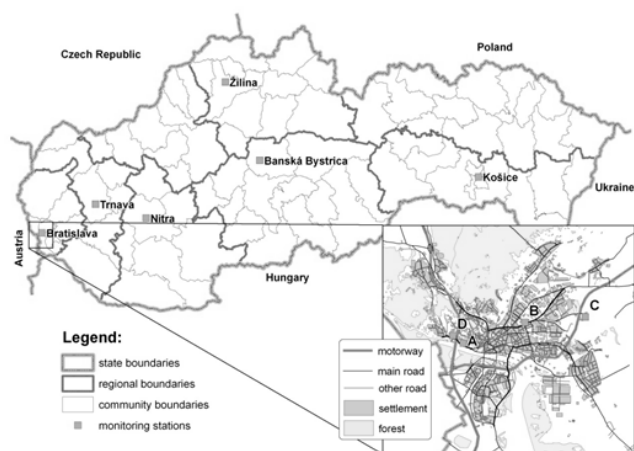 Czech Republic
Poland
Žilina
Banská Bystrica
Košice
Ukraine
Trnava
Nitra
Bratislava
Austria
Hungary
Legend:
state boundaries
regional boundaries
community boundaries
monitoring stations
motorway
main road
other road
settlement
forest
A
B
C
D